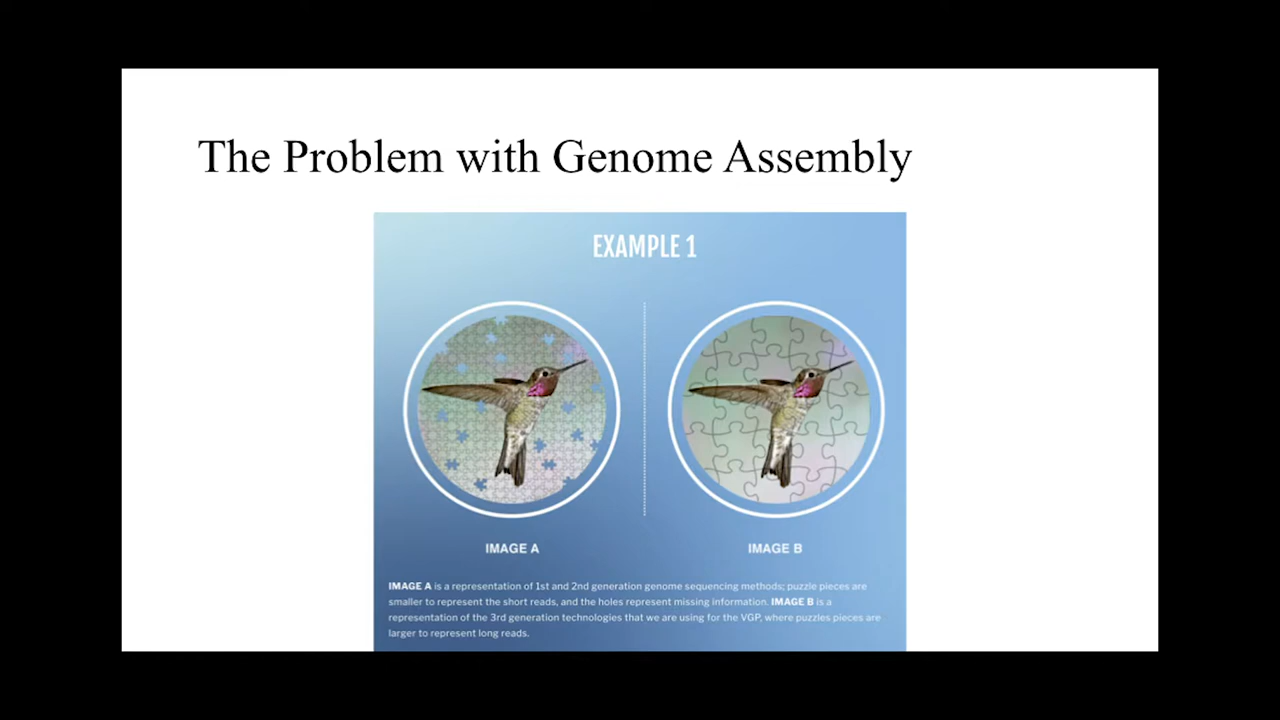 The Problem with Genome Assembly
EXAMPLE 1
IMAGE A
IMAGE B
IMAGE A is a representation of 1st and 2nd generation genome sequencing methods; puzzle pieces are
smaller to represent the short reads, and the holes represent missing information. IMAGE B is a
representation of the 3rd generation technologies that we are using for the VGP, where puzzles pieces are
larger to represent long reads.